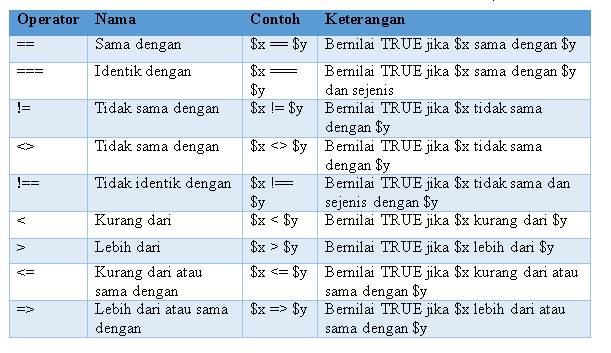 Operator Nama Contoh Keterangan
== Sama dengan $x == $y Bernilai TRUE jika $x sama dengan $y
=== Identik dengan $x === Bernilai TRUE jika $x sama dengan $y
$y dan sejenis
!= Tidak sama dengan $x != $y Bernilai TRUE jika $x tidak sama
dengan $y
<> Tidak sama dengan $x <> $y Bernilai TRUE jika $x tidak sama
dengan $y
!== Tidak identik dengan $x !== Bernilai TRUE jika $x tidak sama dan
$y sejenis dengan $y
< Kurang dari $x < $y Bernilai TRUE jika $x kurang dari $y
> Lebih dari $x > $y Bernilai TRUE jika $x lebih dari $y
<= Kurang dari atau $x <= $y Bernilai TRUE jika $x kurang dari atau
sama dengan sama dengan $y
=> Lebih dari atau sama $x => $y Bernilai TRUE jika $x lebih dari atau
dengan sama dengan $y